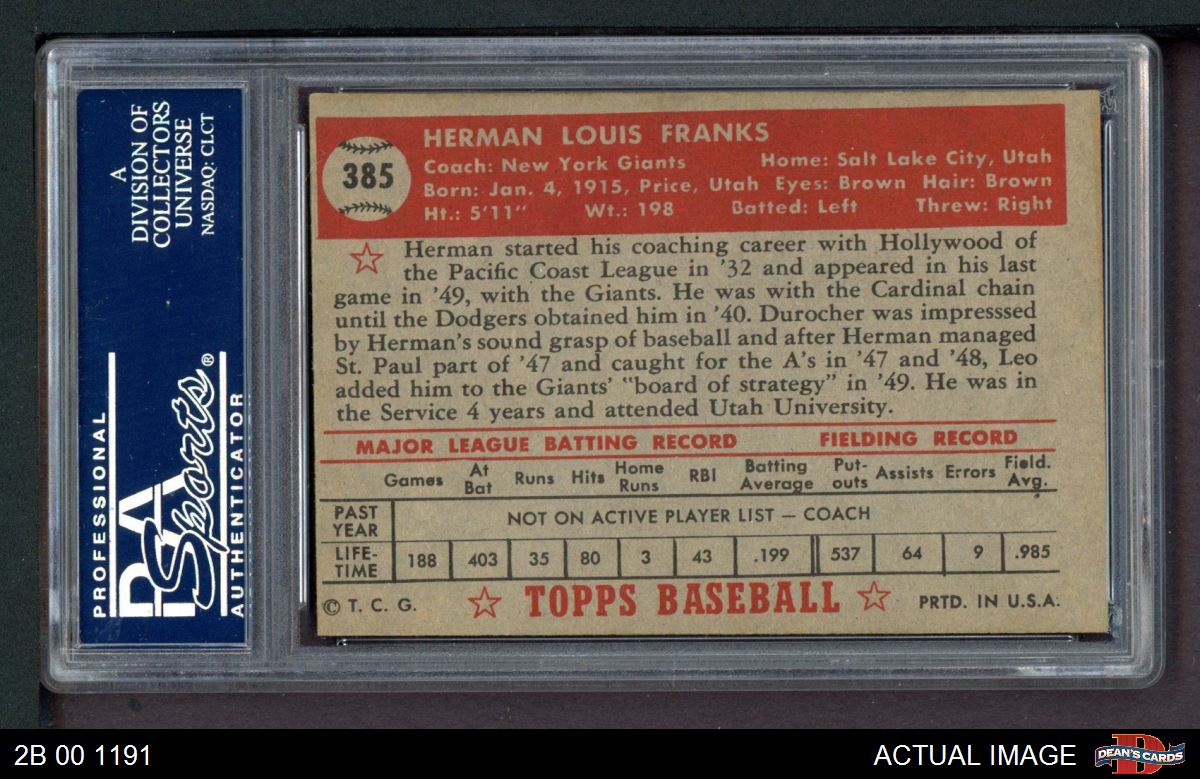 A
DIVISION OF
COLLECTORS
UNIVERSE
NASDAQ: CLCT
PROFESSIONAL
PSA
Sports®
AUTHENTICATOR
385
HERMAN LOUIS FRANKS
Coach: New York Giants Home: Salt Lake City, Utah
Born: Jan. 4, 1915, Price, Utah Eyes: Brown Hair: Brown
Ht.: 5'11" Wt.: 198 Batted: Left Threw: Right
Herman started his coaching career with Hollywood of
the Pacific Coast League in '32 and appeared in his last
game in '49, with the Giants. He was with the Cardinal chain
until the Dodgers obtained him in '40. Durocher was impresssed
by Herman's sound grasp of baseball and after Herman managed
St. Paul part of '47 and caught for the A's in '47 and '48, Leo
added him to the Giants' "board of strategy" in '49. He was in
the Service 4 years and attended Utah University.
MAJOR LEAGUE BATTING RECORD FIELDING RECORD
Games At Bat Runs Hits Home Runs RBI Batting Average Put-outs Assists Errors Field. Avg.
PAST YEAR NOT ON ACTIVE PLAYER LIST — COACH
LIFE-TIME 188 403 35 80 3 43 .199 537 64 9 .985
© T. C. G. TOPPS BASEBALL PRTD. IN U.S.A.
2B 00 1191
ACTUAL IMAGE
D
DEAN'S CARDS